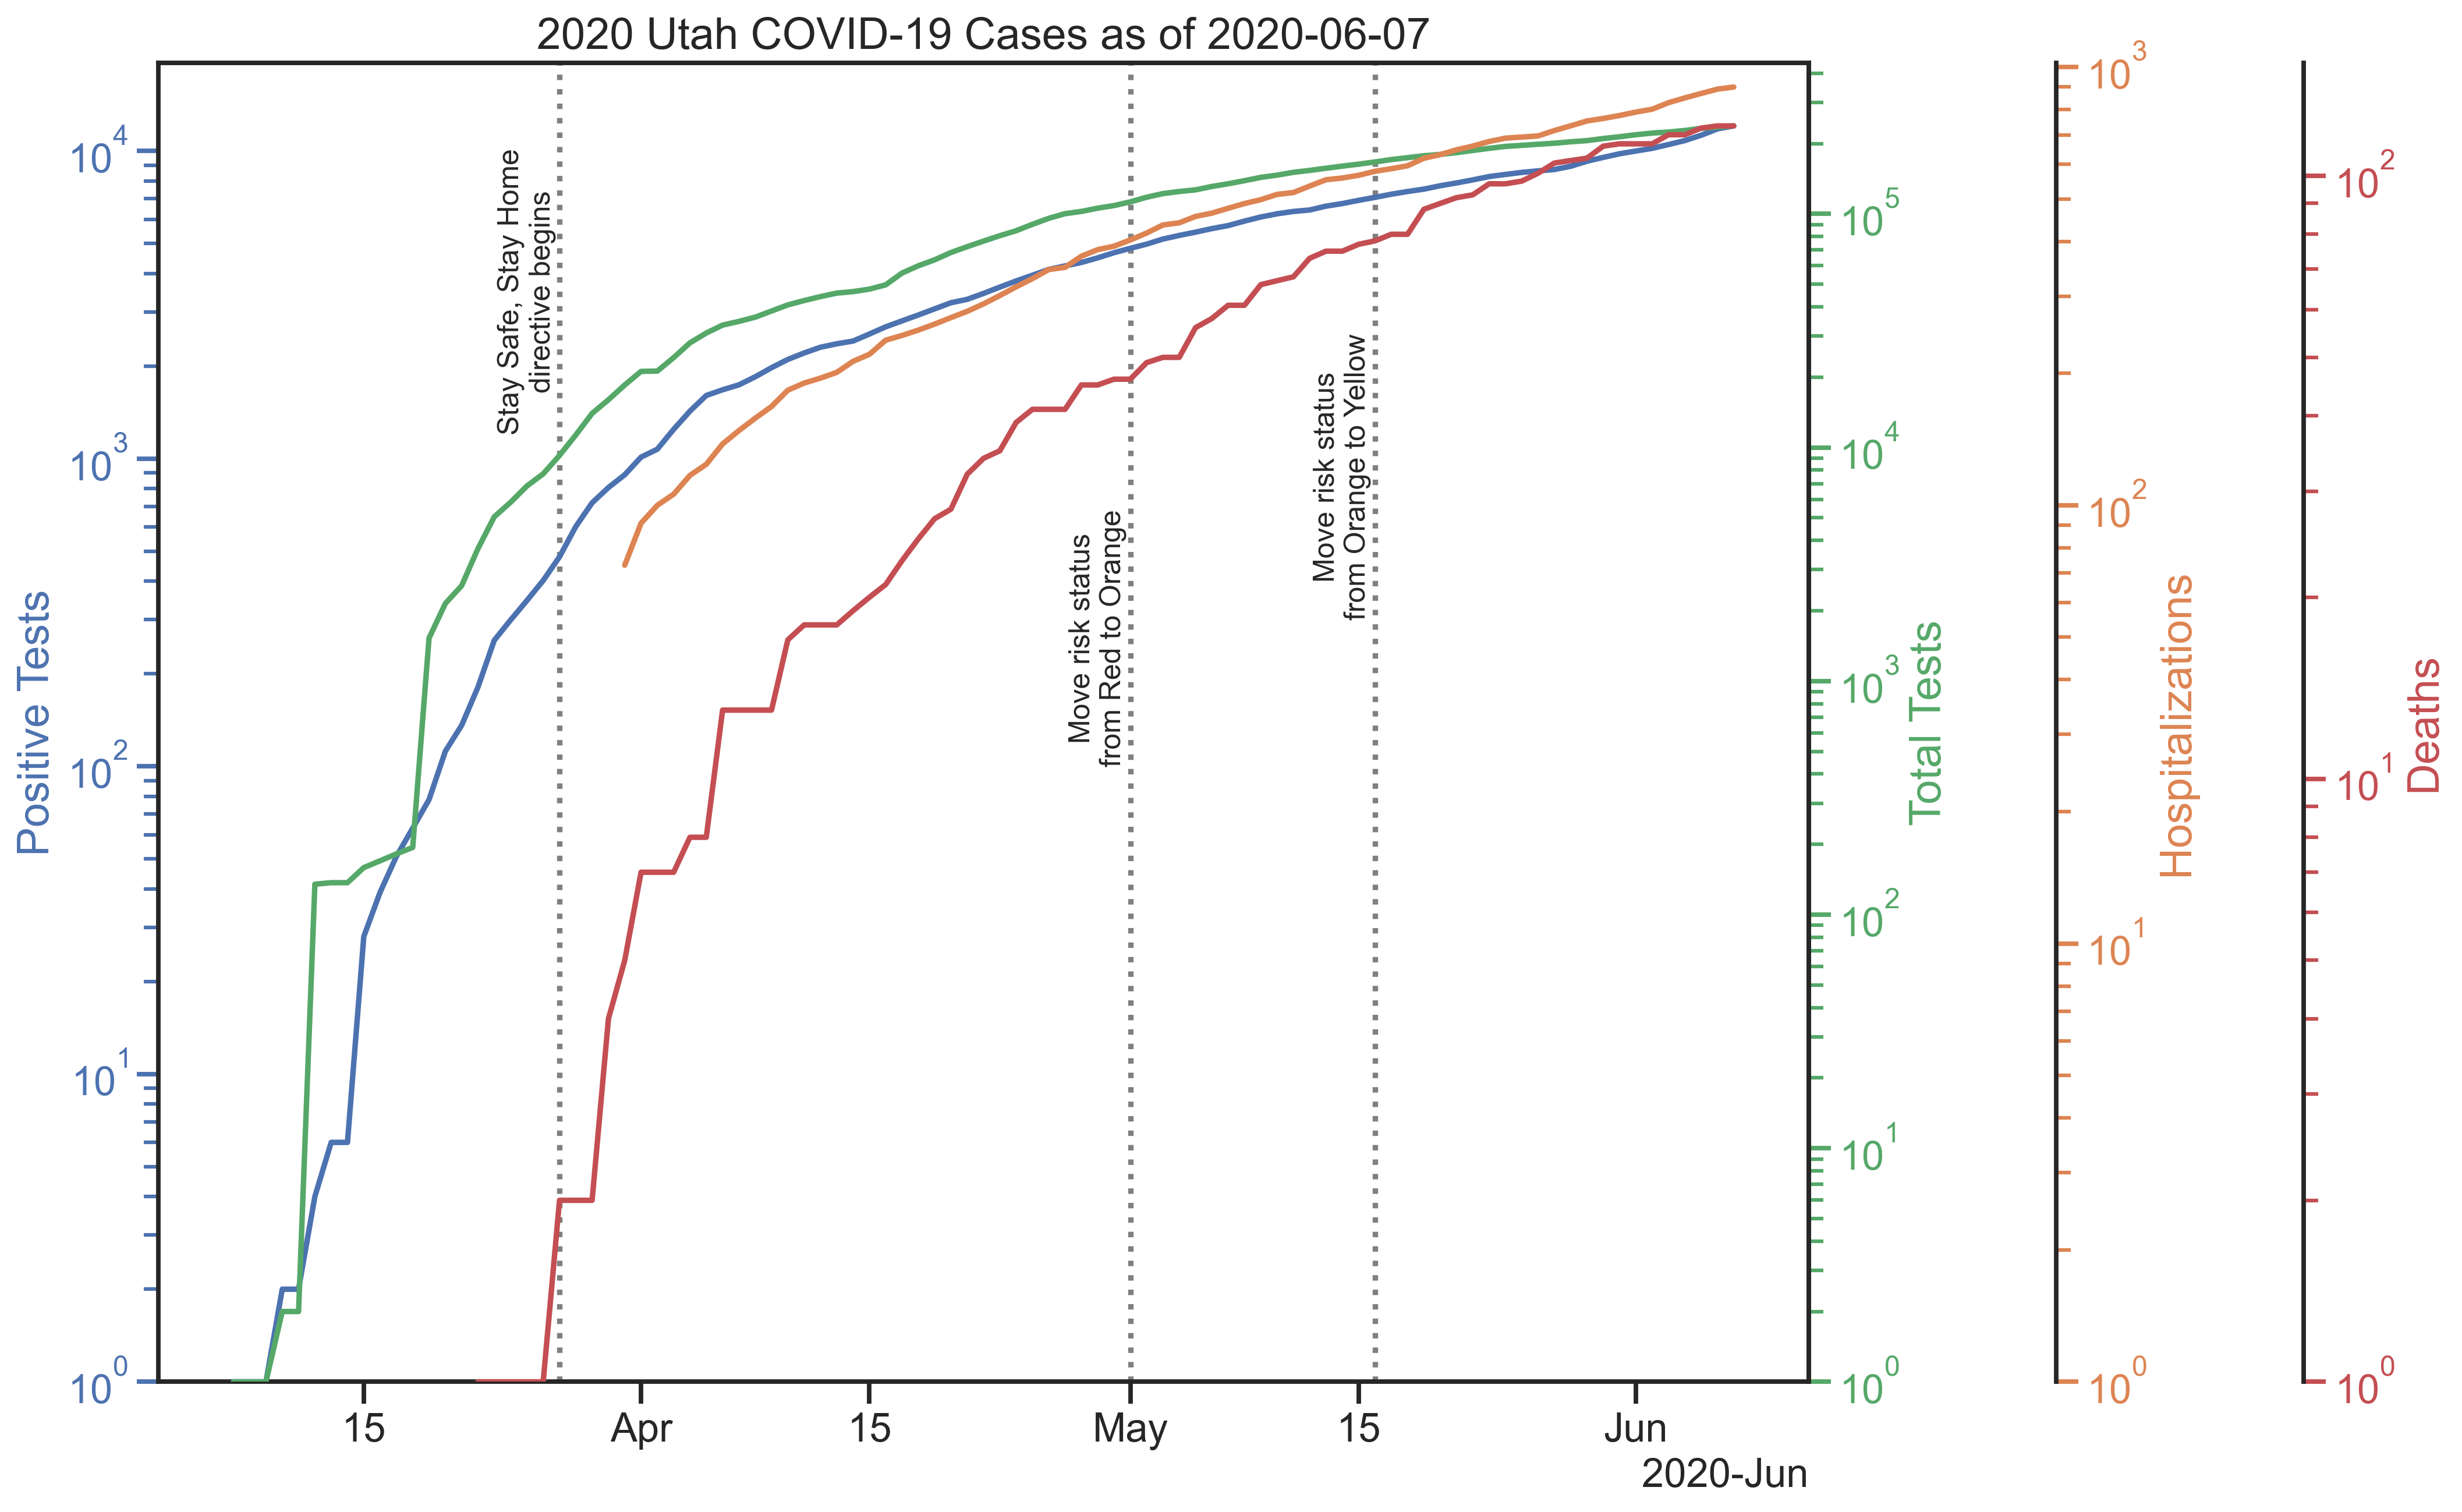 2020 Utah COVID-19 Cases as of 2020-06-07
Positive Tests
10^4
10^3
10^2
10^1
10^0
Stay Safe, Stay Home
directive begins
Move risk status
from Red to Orange
Move risk status
from Orange to Yellow
15
Apr
15
May
15
Jun
2020-Jun
10^5
10^4
10^3
10^2
10^1
10^0
Total Tests
10^3
10^2
10^1
10^0
Hospitalizations
10^2
10^1
10^0
Deaths